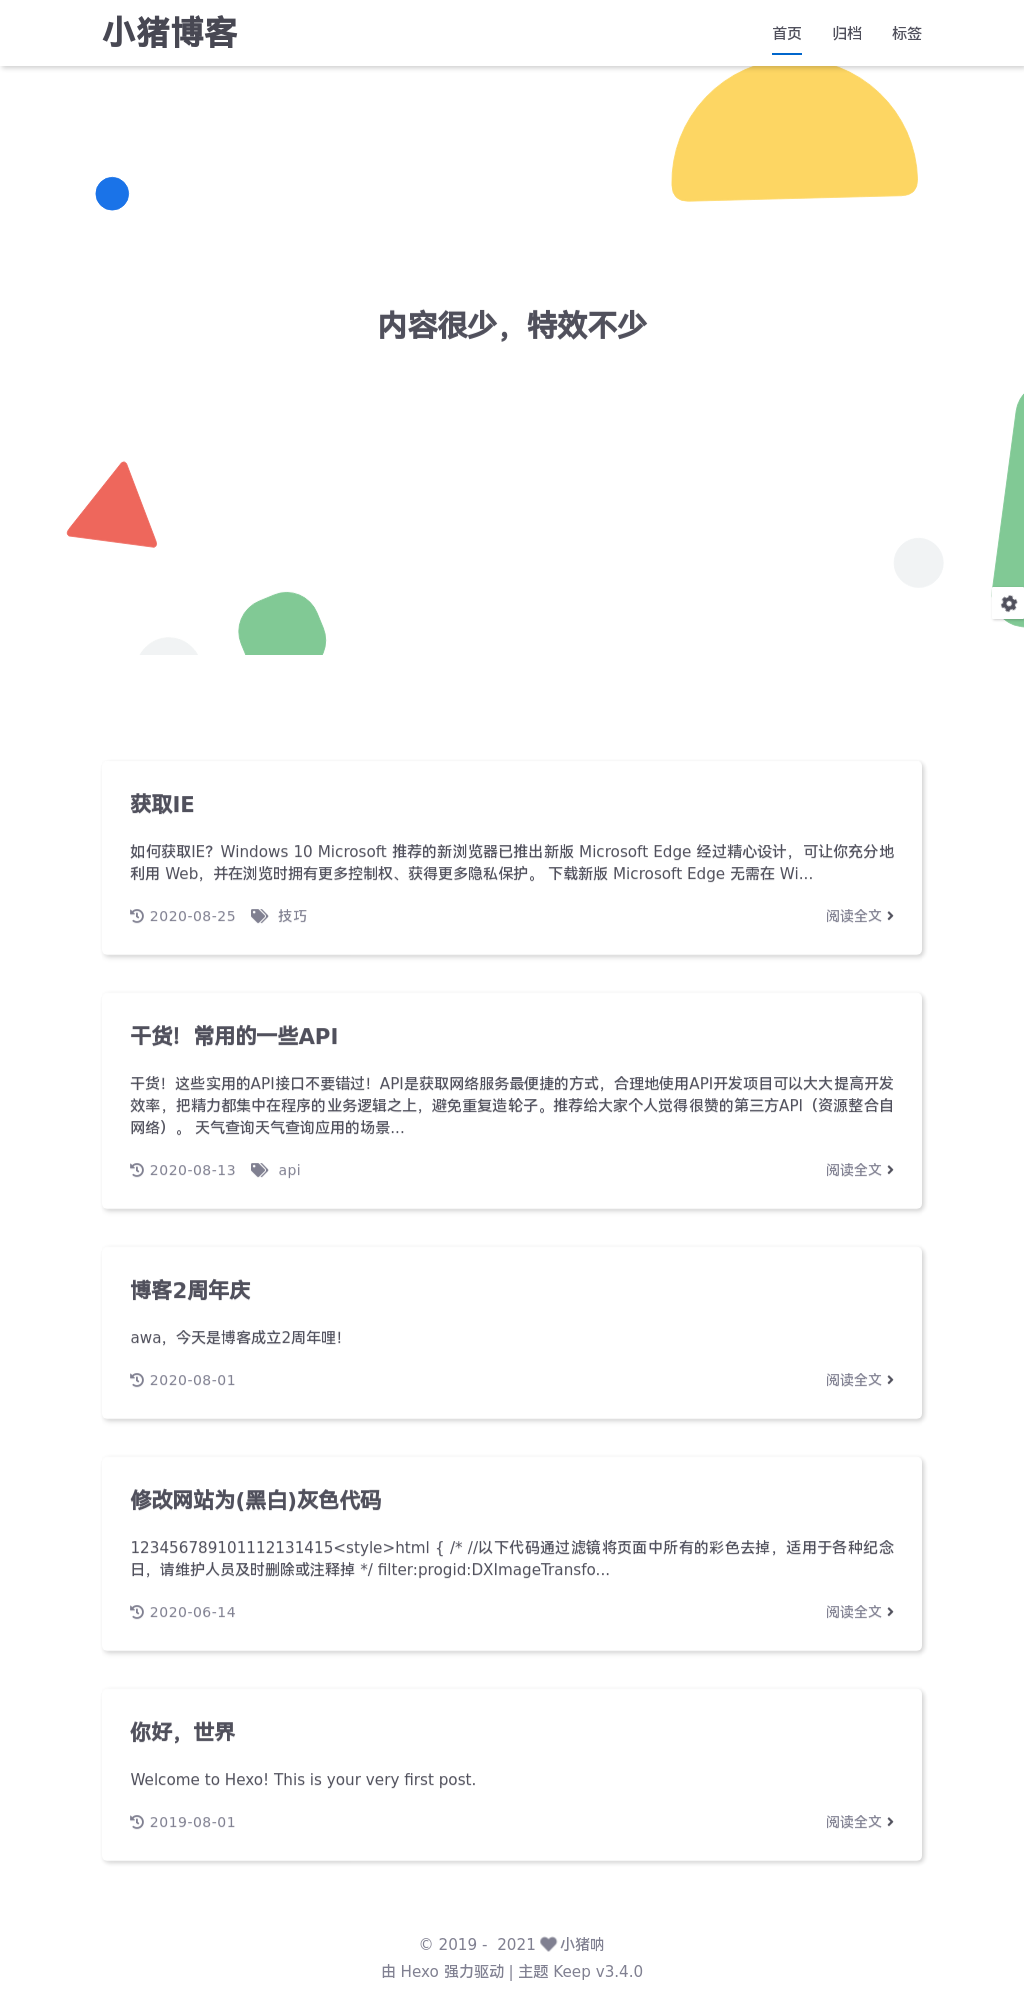 小猪博客
首页 归档 标签
内容很少，特效不少
获取IE
如何获取IE？Windows 10 Microsoft 推荐的新浏览器已推出新版 Microsoft Edge 经过精心设计，可让你充分地
利用 Web，并在浏览时拥有更多控制权、获得更多隐私保护。 下载新版 Microsoft Edge 无需在 Wi...
2020-08-25 技巧 阅读全文
干货！常用的一些API
干货！这些实用的API接口不要错过！API是获取网络服务最便捷的方式，合理地使用API开发项目可以大大提高开发
效率，把精力都集中在程序的业务逻辑之上，避免重复造轮子。推荐给大家个人觉得很赞的第三方API（资源整合自
网络）。 天气查询天气查询应用的场景...
2020-08-13 api 阅读全文
博客2周年庆
awa，今天是博客成立2周年哩！
2020-08-01 阅读全文
修改网站为(黑白)灰色代码
123456789101112131415<style>html { /* //以下代码通过滤镜将页面中所有的彩色去掉，适用于各种纪念
日，请维护人员及时删除或注释掉 */ filter:progid:DXImageTransfo...
2020-06-14 阅读全文
你好，世界
Welcome to Hexo! This is your very first post.
2019-08-01 阅读全文
© 2019 - 2021 小猪呐
由 Hexo 强力驱动 | 主题 Keep v3.4.0